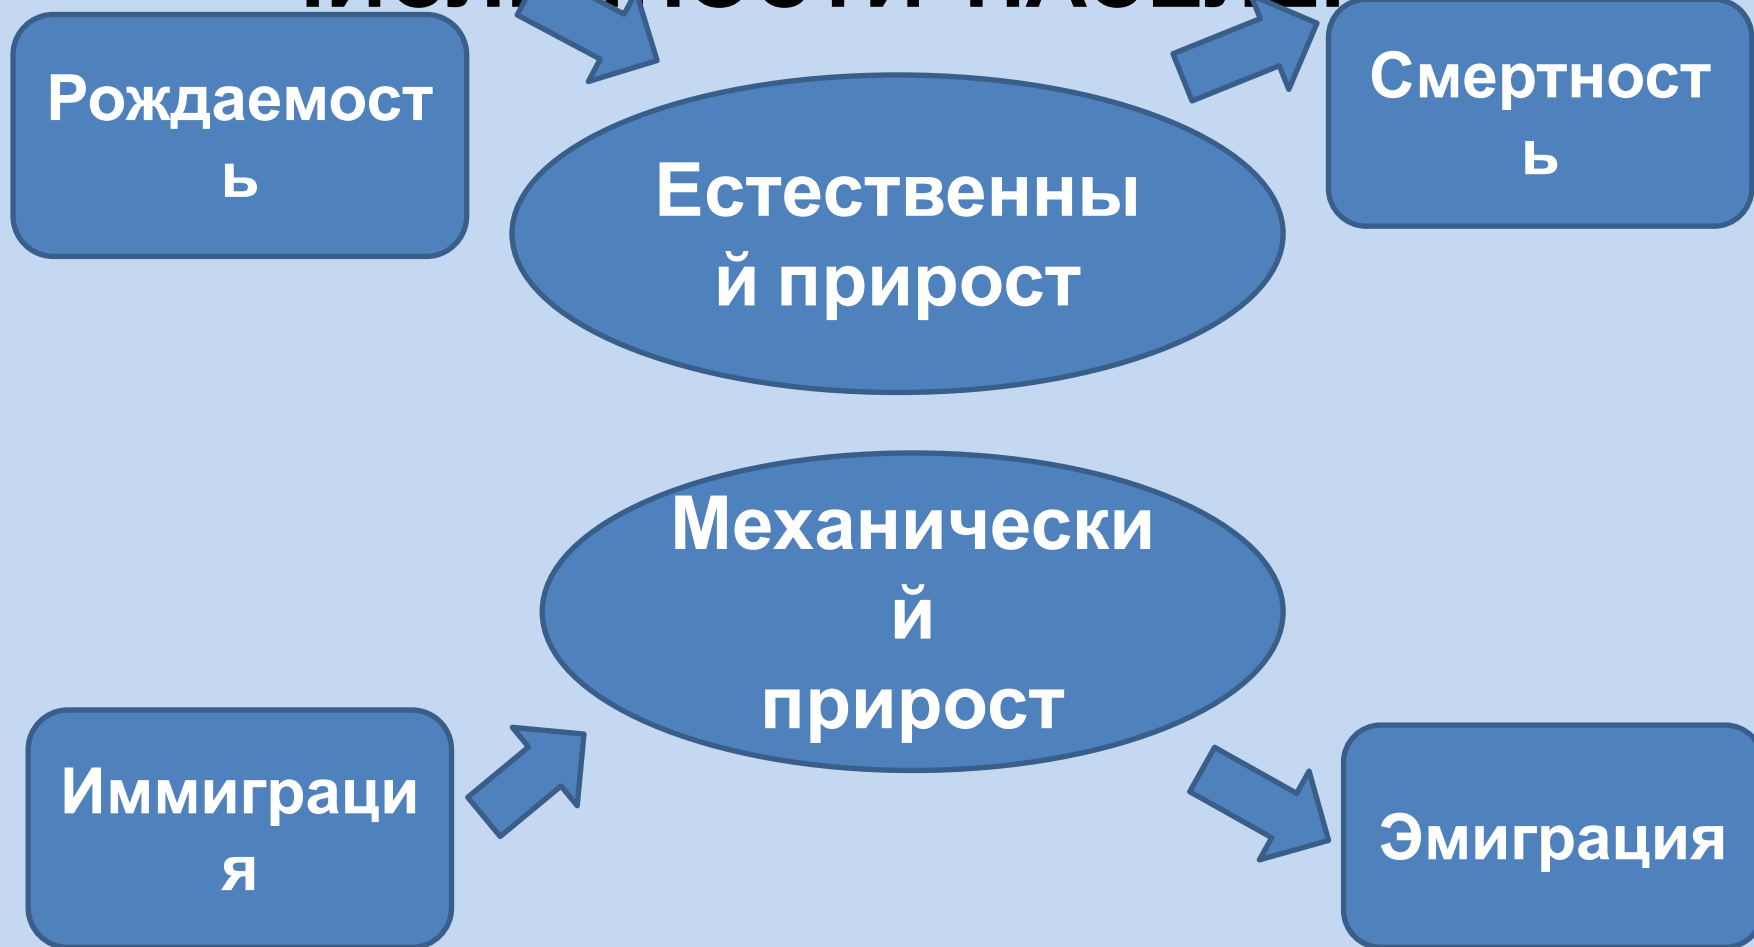 Рождаемост
ь
Смертност
ь
Естественны
й прирост
Механически
й
прирост
Иммиграци
я
Эмиграция